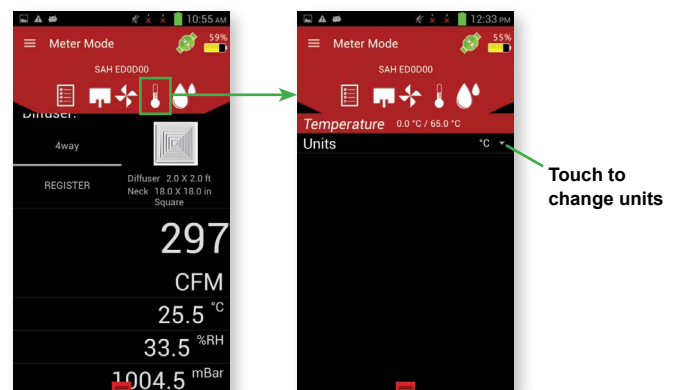 10:55 AM
Meter Mode
59%
SAH ED0D00
Diffuser:
4way
REGISTER
Diffuser 2.0 X 2.0 ft
Neck 18.0 X 18.0 in
Square
297
CFM
25.5 °C
33.5 %RH
1004.5 mBar
12:33 PM
Meter Mode
55%
SAH ED0D00
Temperature 0.0 °C / 65.0 °C
Units °C
Touch to
change units